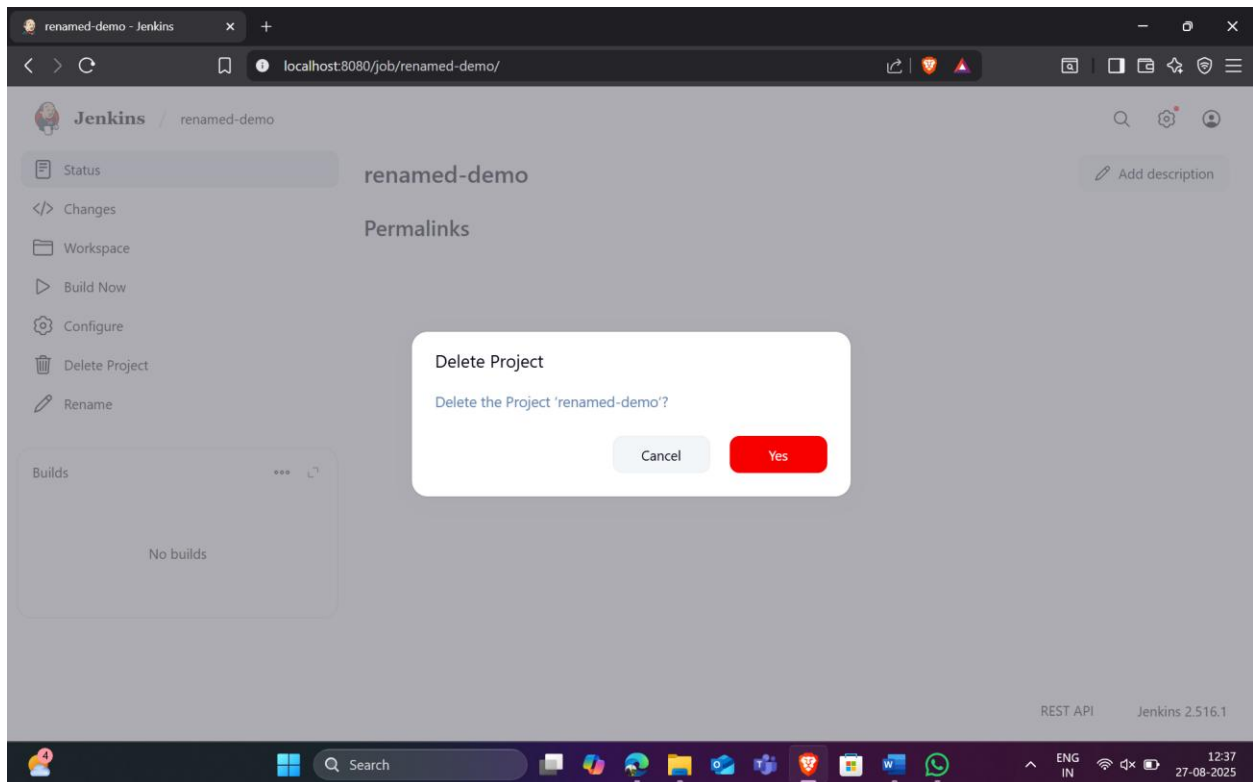 renamed-demo - Jenkins
localhost:8080/job/renamed-demo/
Jenkins / renamed-demo
Status
Changes
Workspace
Build Now
Configure
Delete Project
Rename
Builds
No builds
renamed-demo
Add description
Permalinks
Delete Project
Delete the Project 'renamed-demo'?
Cancel
Yes
REST API
Jenkins 2.516.1
4
Search
W
ENG
IN
12:37
27-08-2025